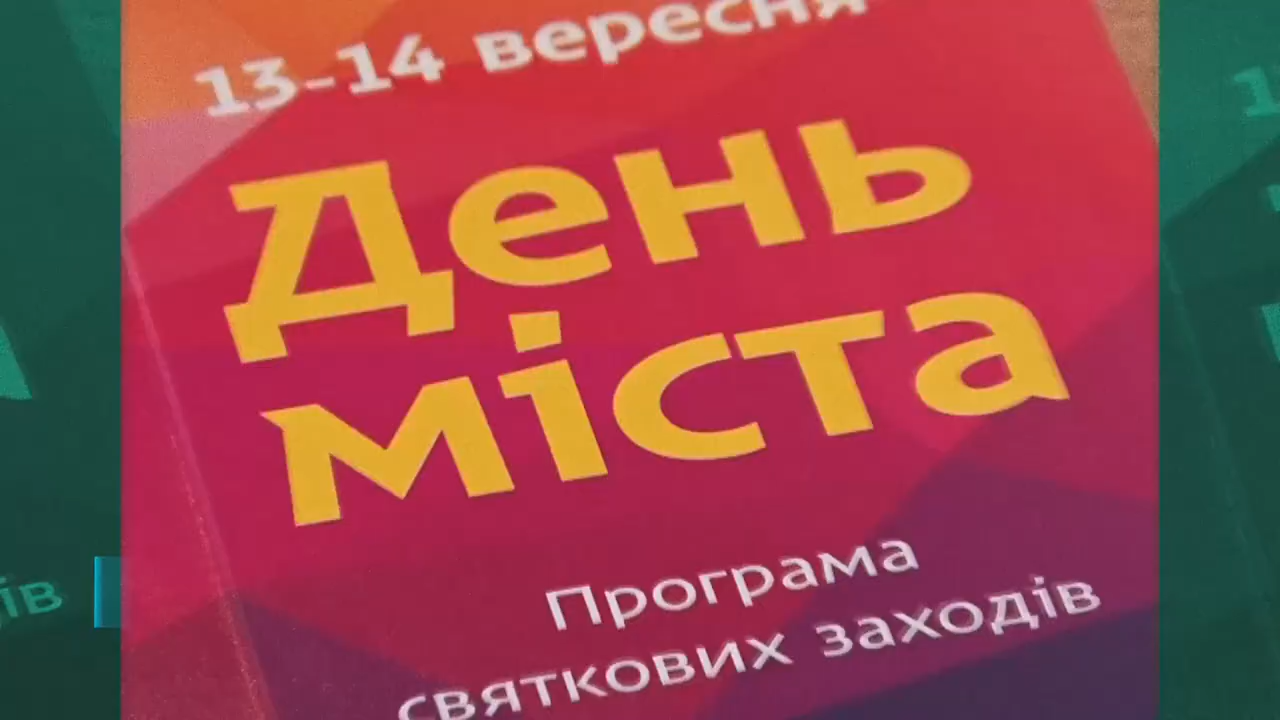 13-14 вересня
День
міста
Програма
святкових заходів